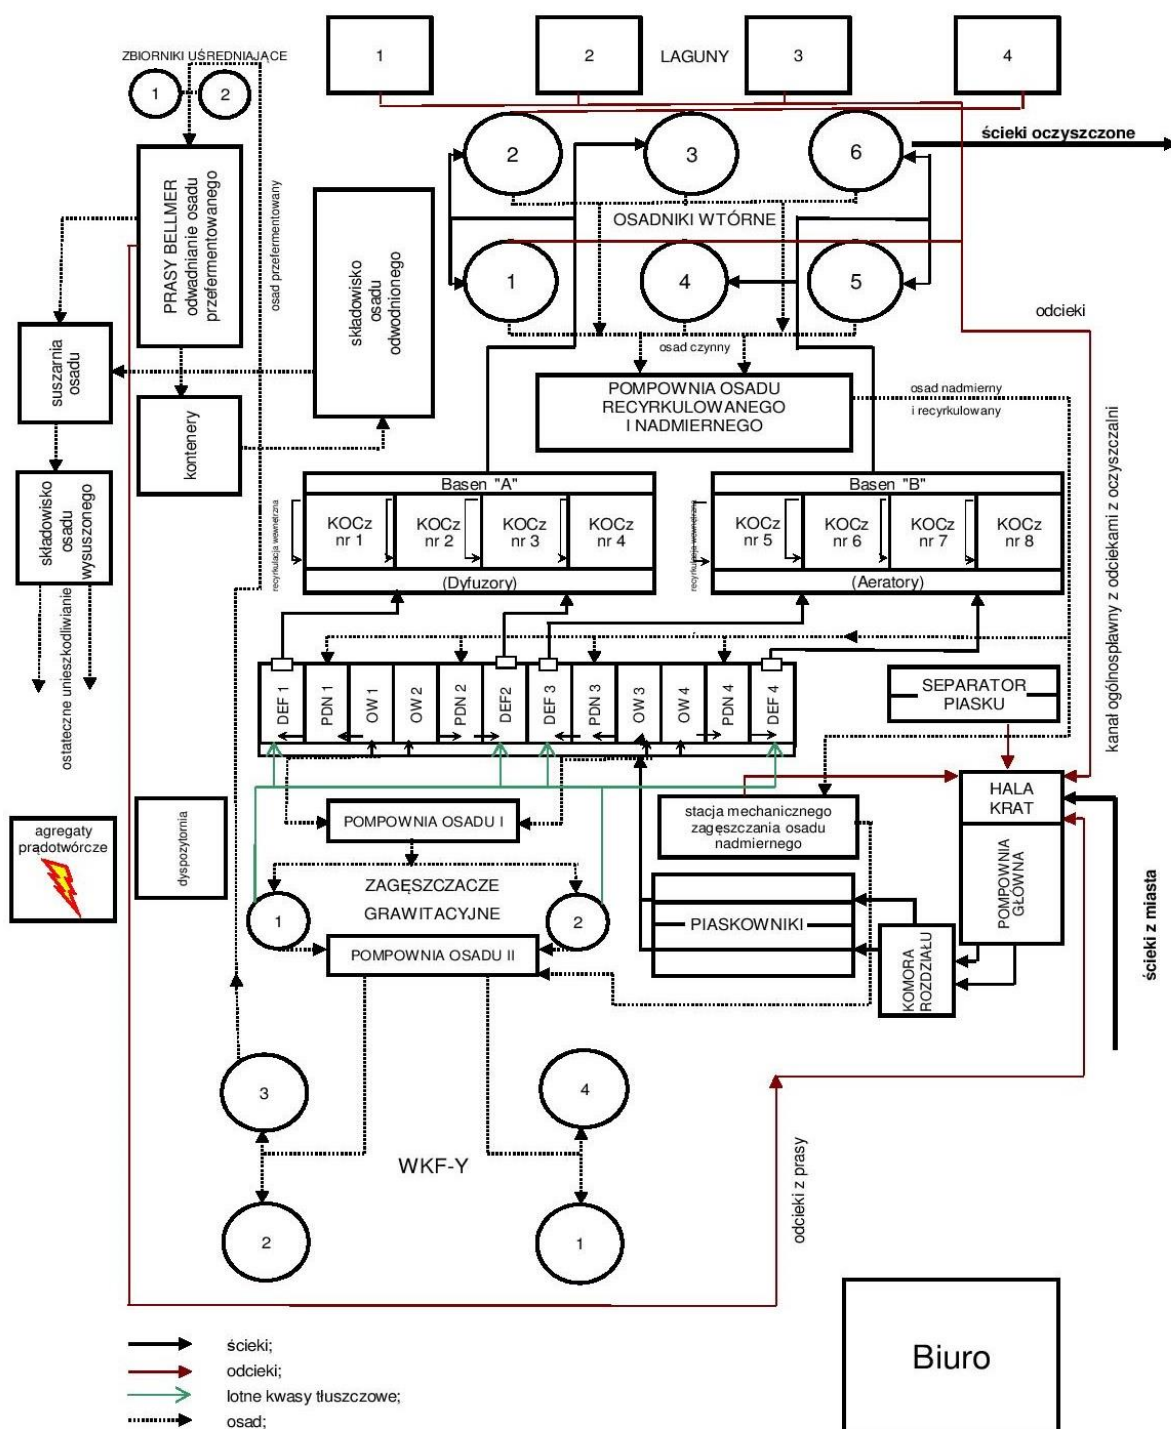 ZBIORNIKI UŚREDNIAJĄCE
1
2
1
2
LAGUNY
3
4
ścieki oczyszczone
2
3
6
OSADNIKI WTÓRNE
1
4
5
PRASY BELLMER
odwadnianie osadu
przefermentowanego
osad przefermentowany
składowisko
osadu
odwodnionego
suszarnia
osadu
kontenery
składowisko
osadu
wysuszonego
ostateczne unieszkodliwianie
odcieki
osad czynny
POMPOWNIA OSADU
RECYRKULOWANEGO
I NADMIERNEGO
osad nadmierny
i recyrkulowany
kanał ogólnospławny z odciekami z oczyszczalni
Basen "A"
recyrkulacja wewnętrzna
KOCz
nr 1
KOCz
nr 2
KOCz
nr 3
KOCz
nr 4
(Dyfuzory)
Basen "B"
recyrkulacja wewnętrzna
KOCz
nr 5
KOCz
nr 6
KOCz
nr 7
KOCz
nr 8
(Aeratory)
DEF 1
PDN 1
OW 1
OW 2
PDN 2
DEF2
DEF 3
PDN 3
OW 3
OW 4
PDN 4
DEF 4
SEPARATOR
PIASKU
HALA
KRAT
POMPOWNIA
GŁÓWNA
agregaty
prądotwórcze
dyspozytornia
POMPOWNIA OSADU I
stacja mechanicznego
zagęszczania osadu
nadmiernego
ZAGĘSZCZACZE
GRAWITACYJNE
1
2
POMPOWNIA OSADU II
PIASKOWNIKI
KOMORA
ROZDZIAŁU
ścieki z miasta
3
4
WKF-Y
2
1
odcieki z prasy
ścieki;
odcieki;
lotne kwasy tłuszczowe;
osad;
Biuro